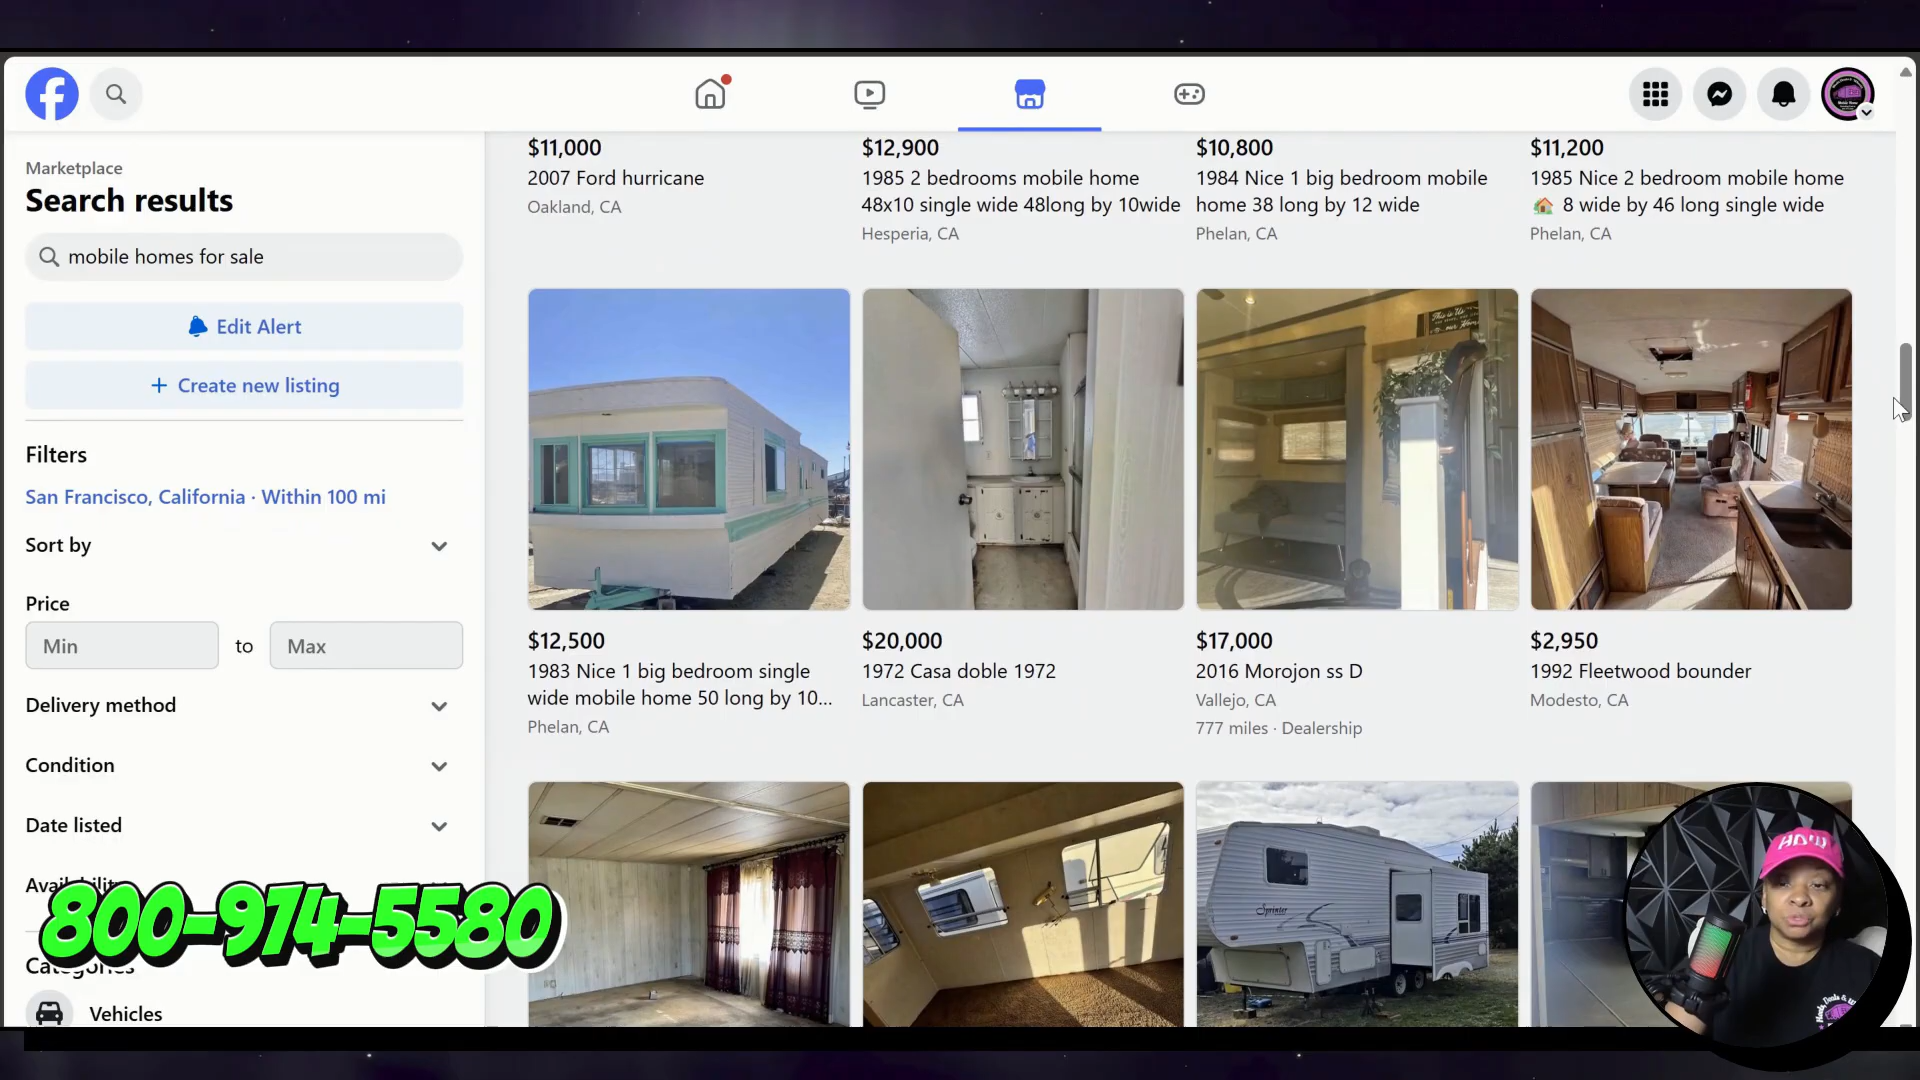 Marketplace
Search results
mobile homes for sale
Edit Alert
+ Create new listing
Filters
San Francisco, California · Within 100 mi
Sort by
Price
Min to Max
Delivery method
Condition
Date listed
Availability
800-974-5580
Categories
Vehicles
$11,000
2007 Ford hurricane
Oakland, CA
$12,900
1985 2 bedrooms mobile home
48x10 single wide 48long by 10wide
Hesperia, CA
$10,800
1984 Nice 1 big bedroom mobile
home 38 long by 12 wide
Phelan, CA
$11,200
1985 Nice 2 bedroom mobile home
🏠 8 wide by 46 long single wide
Phelan, CA
$12,500
1983 Nice 1 big bedroom single
wide mobile home 50 long by 10...
Phelan, CA
$20,000
1972 Casa doble 1972
Lancaster, CA
$17,000
2016 Morojon ss D
Vallejo, CA
777 miles · Dealership
$2,950
1992 Fleetwood bounder
Modesto, CA
Sprinter
HDW